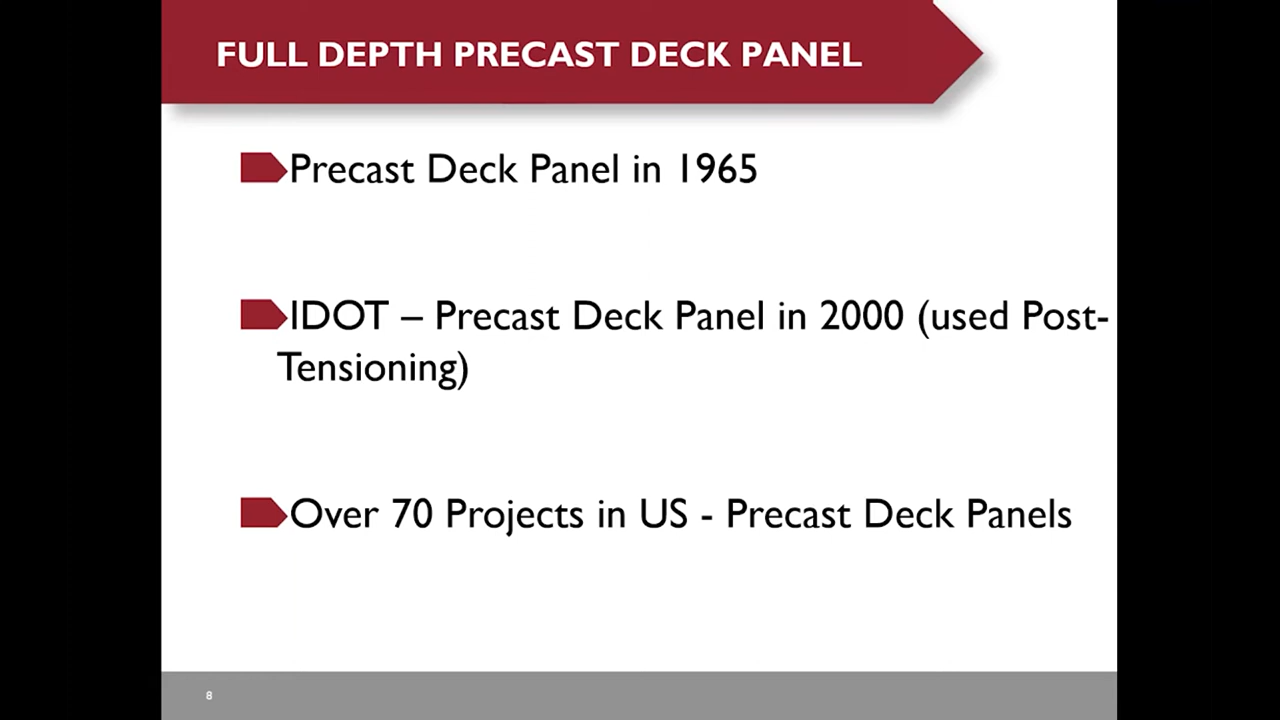 FULL DEPTH PRECAST DECK PANEL
Precast Deck Panel in 1965
IDOT – Precast Deck Panel in 2000 (used Post-
Tensioning)
Over 70 Projects in US - Precast Deck Panels
8